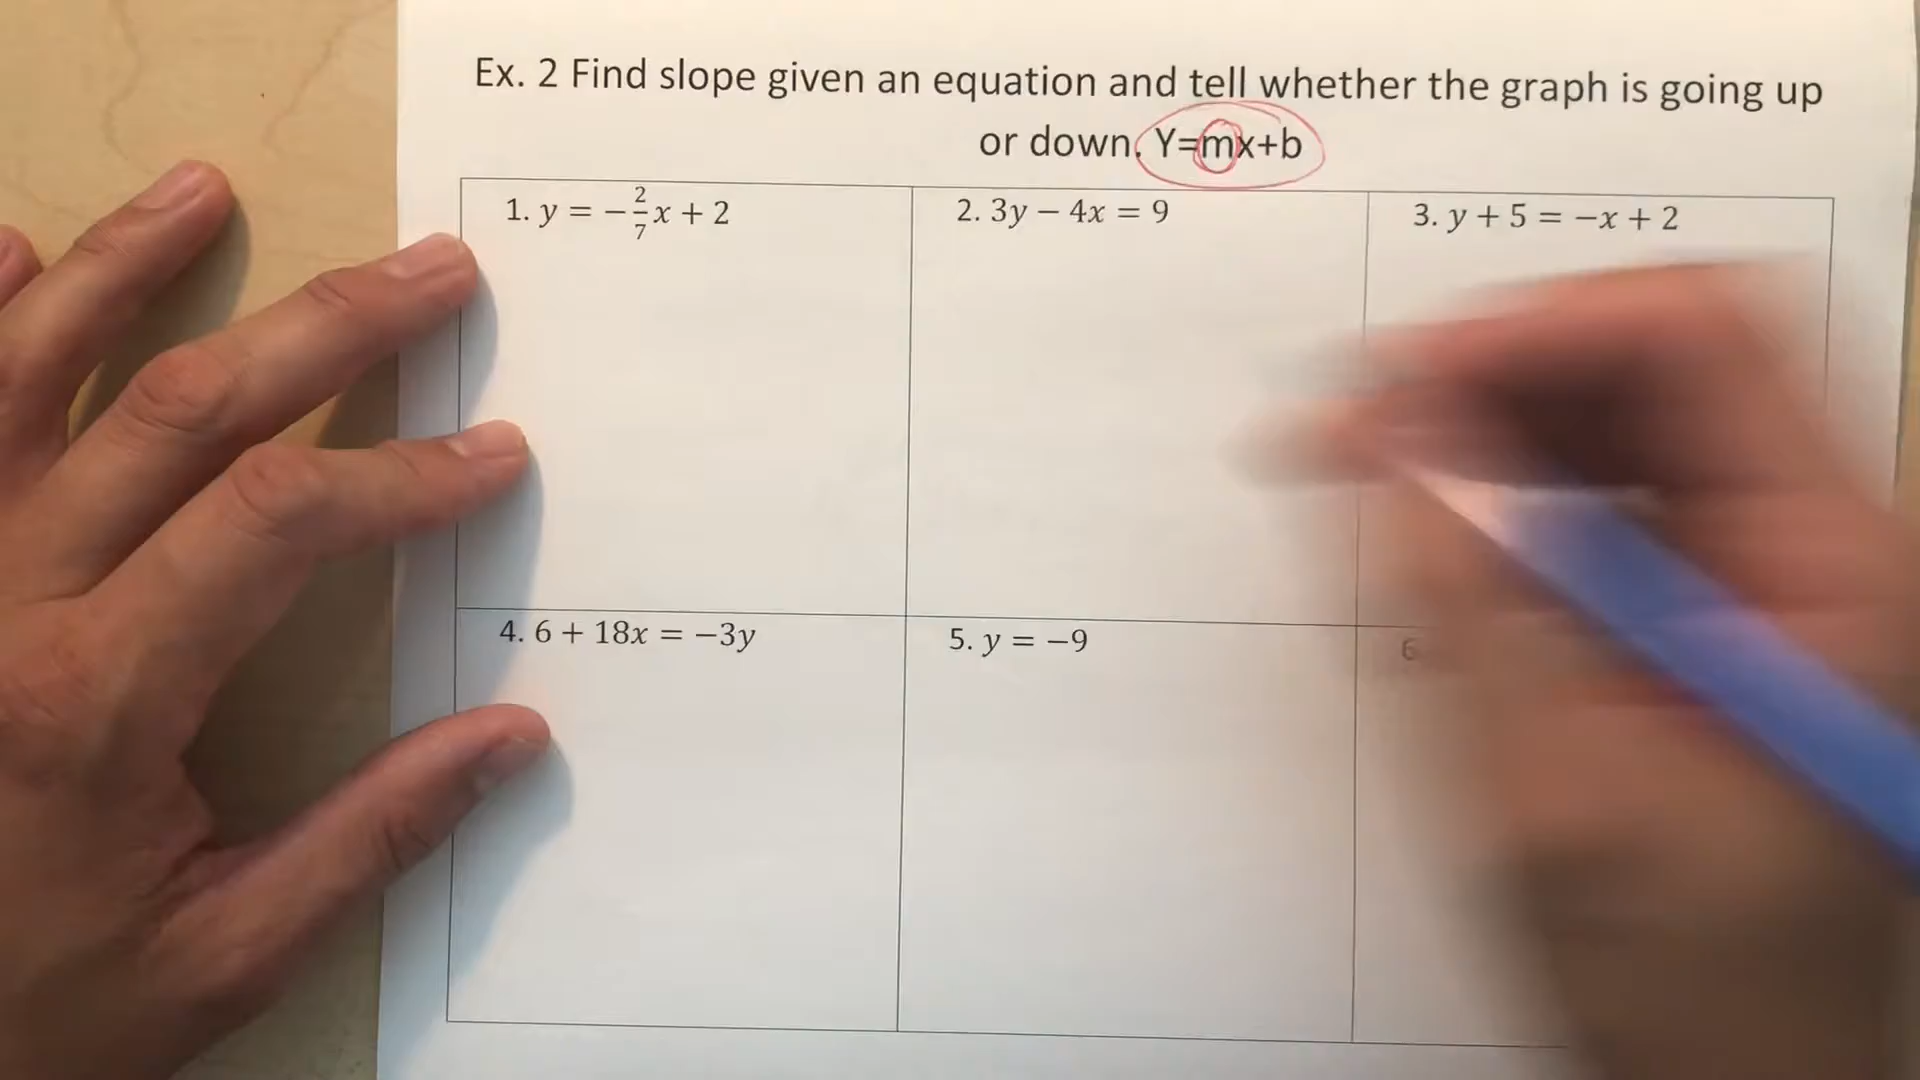 Ex. 2 Find slope given an equation and tell whether the graph is going up
or down. Y=mx+b
1. y = −2/7x + 2
2. 3y − 4x = 9
3. y + 5 = −x + 2
4. 6 + 18x = −3y
5. y = −9
6